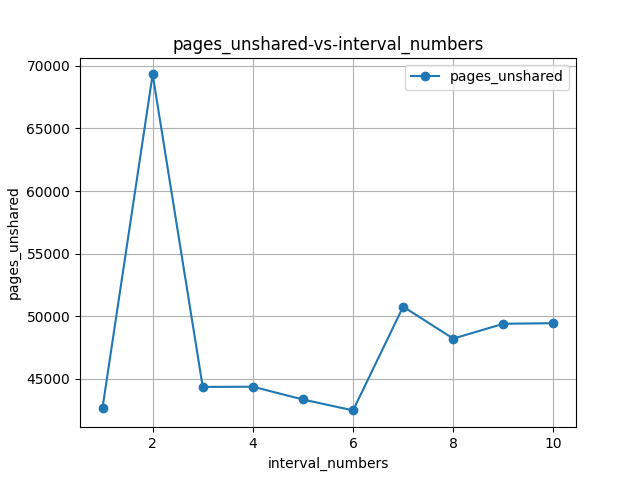 pages_unshared-vs-interval_numbers
pages_unshared
70000
65000
60000
55000
50000
45000
pages_unshared
2
4
6
8
10
interval_numbers